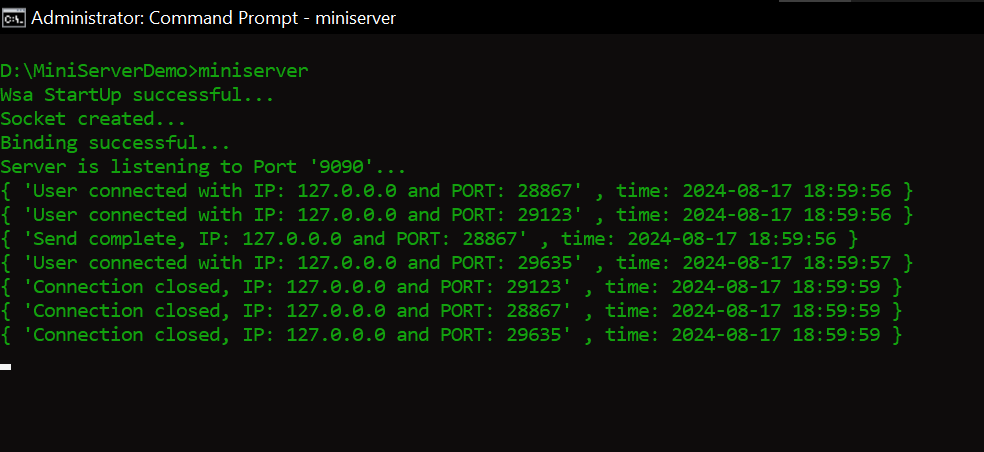 Administrator: Command Prompt - miniserver
D:\MiniServerDemo>miniserver
Wsa StartUp successful...
Socket created...
Binding successful...
Server is listening to Port '9090'...
{ 'User connected with IP: 127.0.0.0 and PORT: 28867' , time: 2024-08-17 18:59:56 }
{ 'User connected with IP: 127.0.0.0 and PORT: 29123' , time: 2024-08-17 18:59:56 }
{ 'Send complete, IP: 127.0.0.0 and PORT: 28867' , time: 2024-08-17 18:59:56 }
{ 'User connected with IP: 127.0.0.0 and PORT: 29635' , time: 2024-08-17 18:59:57 }
{ 'Connection closed, IP: 127.0.0.0 and PORT: 29123' , time: 2024-08-17 18:59:59 }
{ 'Connection closed, IP: 127.0.0.0 and PORT: 28867' , time: 2024-08-17 18:59:59 }
{ 'Connection closed, IP: 127.0.0.0 and PORT: 29635' , time: 2024-08-17 18:59:59 }